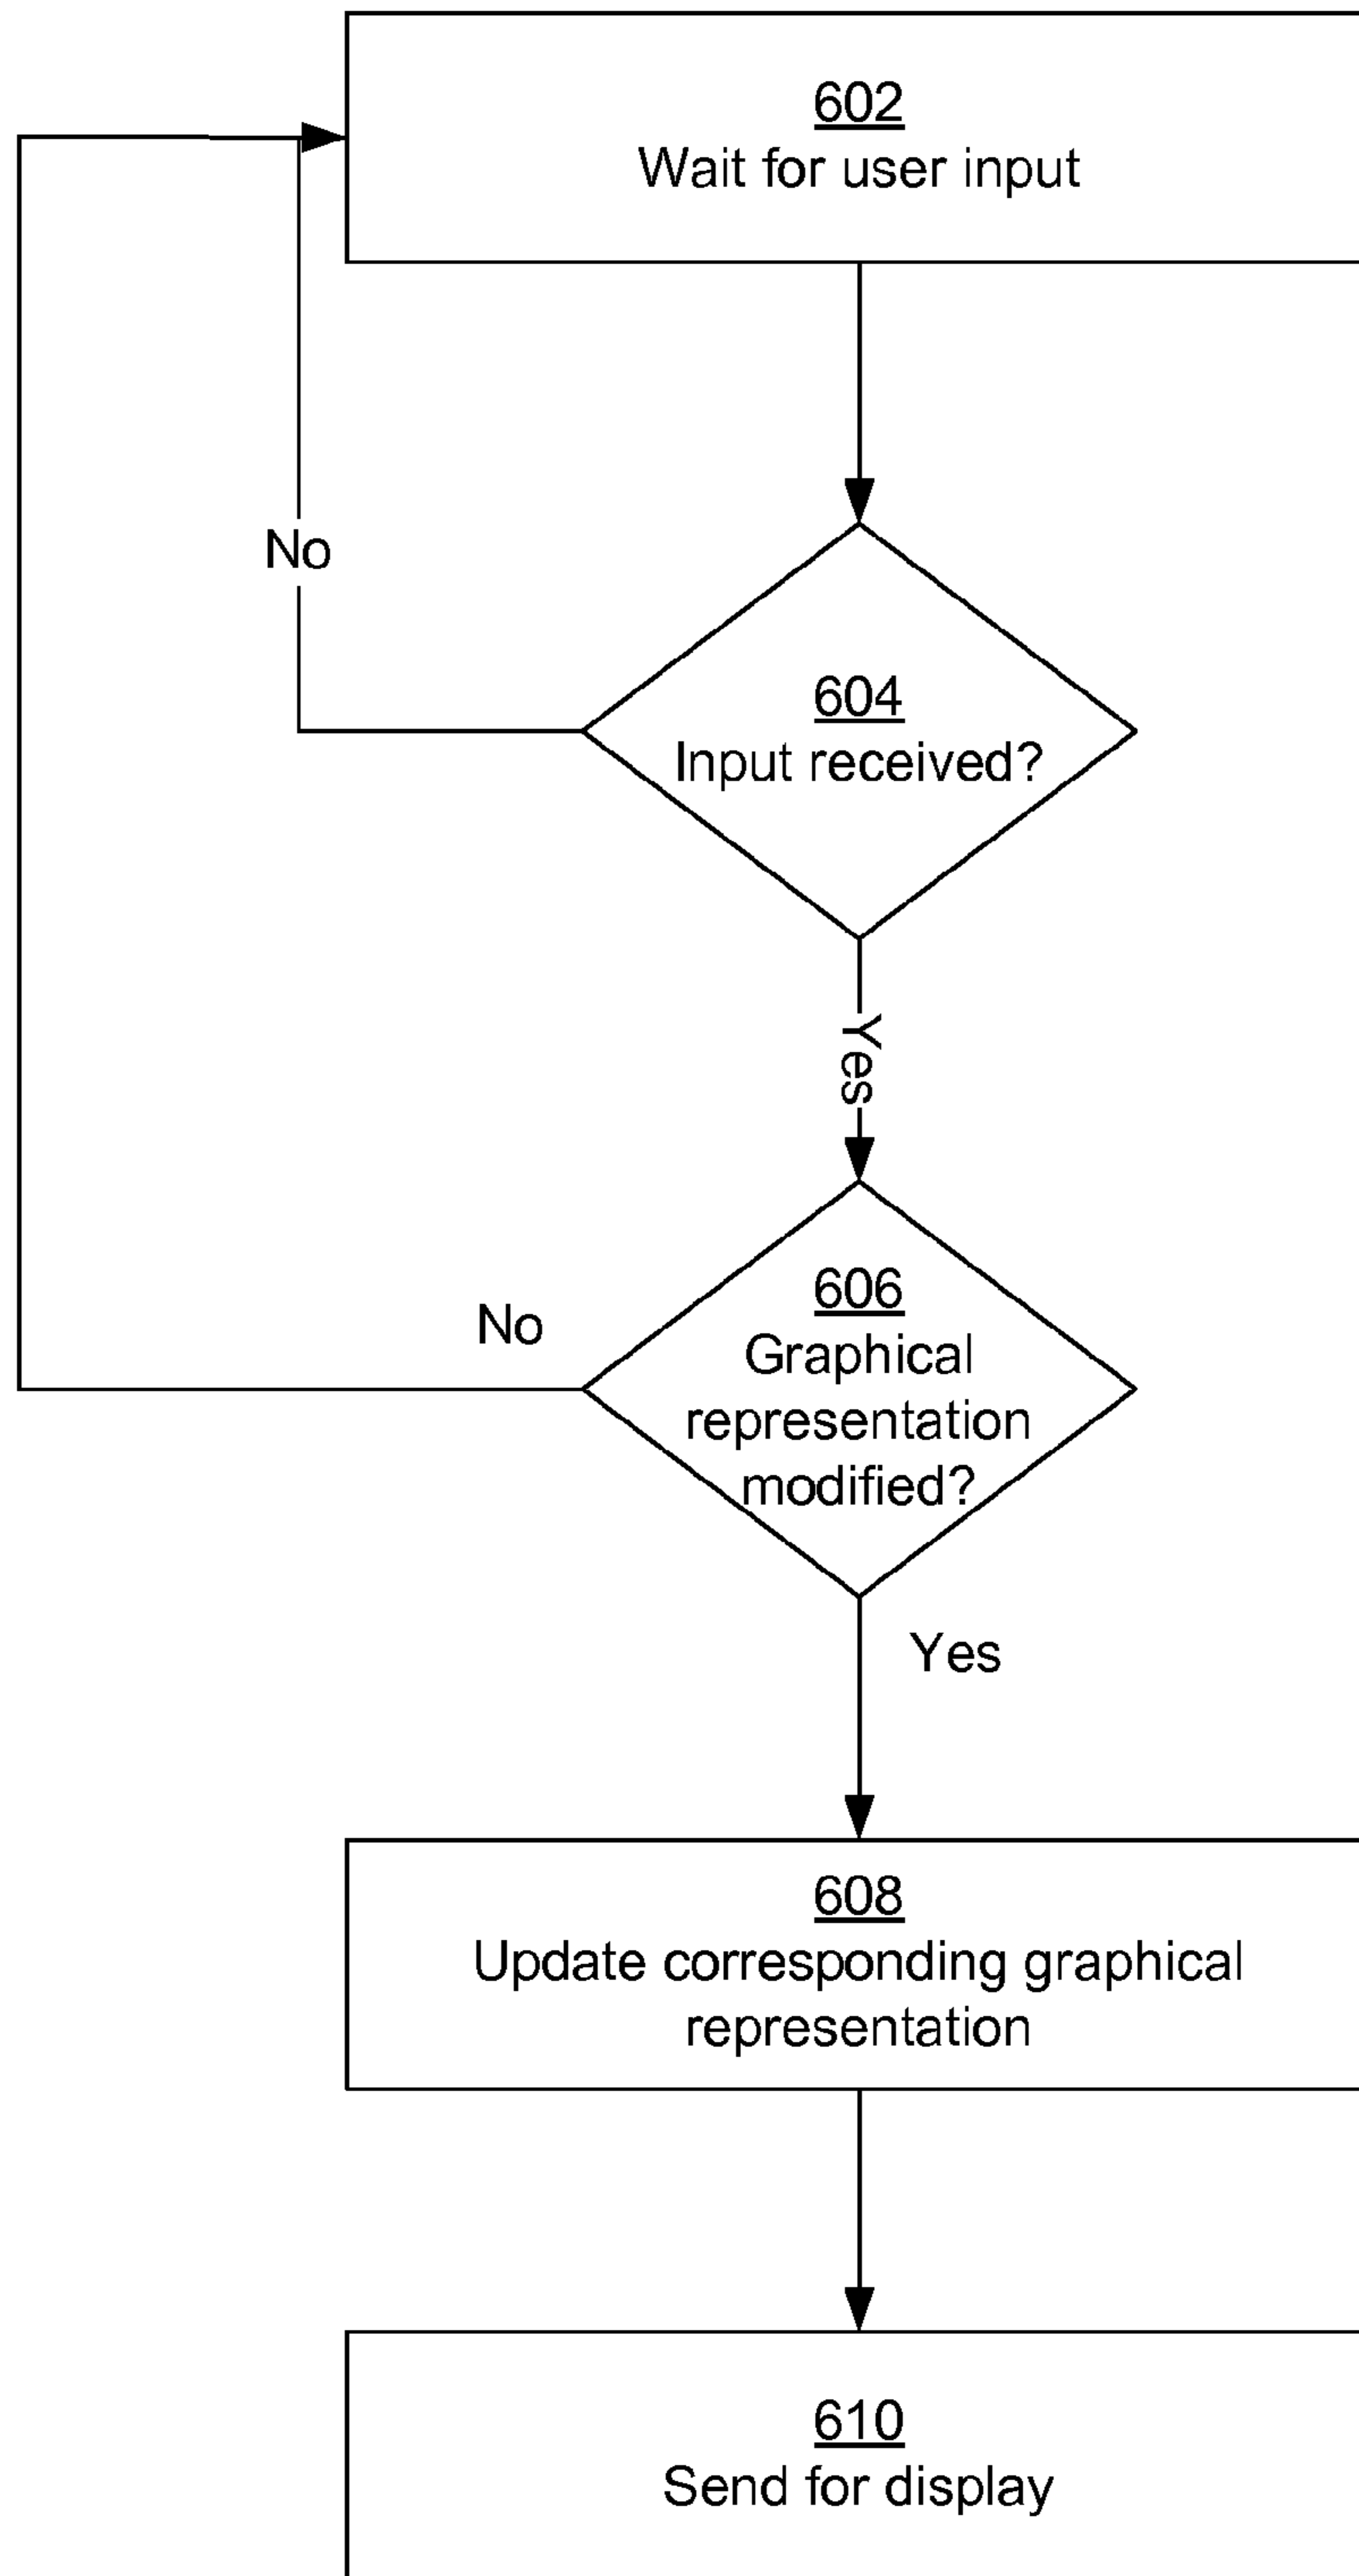 602
Wait for user input
No
604
Input received?
Yes
606
Graphical
representation
modified?
No
Yes
608
Update corresponding graphical
representation
610
Send for display